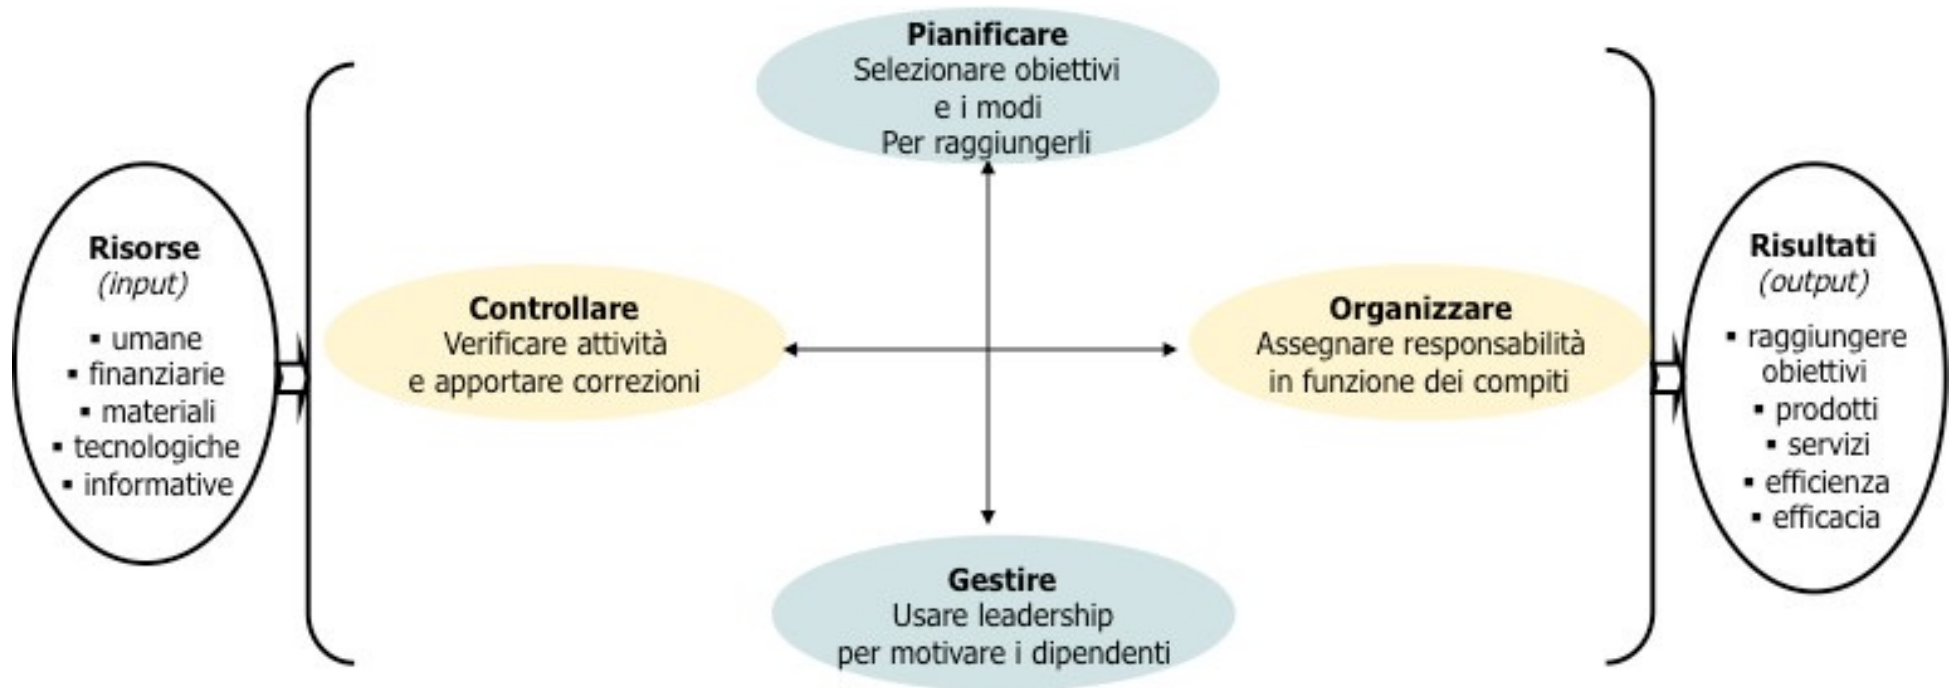 Pianificare
Selezionare obiettivi
e i modi
Per raggiungerli
Risorse
(input)
▪ umane
▪ finanziarie
▪ materiali
▪ tecnologiche
▪ informative
Controllare
Verificare attività
e apportare correzioni
Organizzare
Assegnare responsabilità
in funzione dei compiti
Risultati
(output)
▪ raggiungere
obiettivi
▪ prodotti
▪ servizi
▪ efficienza
▪ efficacia
Gestire
Usare leadership
per motivare i dipendenti